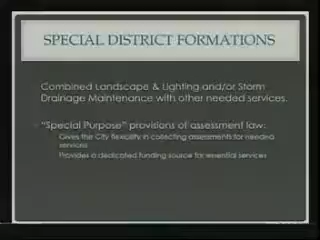 SPECIAL DISTRICT FORMATIONS
Combined Landscape & Lighting and/or Storm
Drainage Maintenance with other needed services.
"Special Purpose" provisions of assessment law:
Gives the City flexibility in collecting assessments for needed
services
Provides a dedicated funding source for essential services